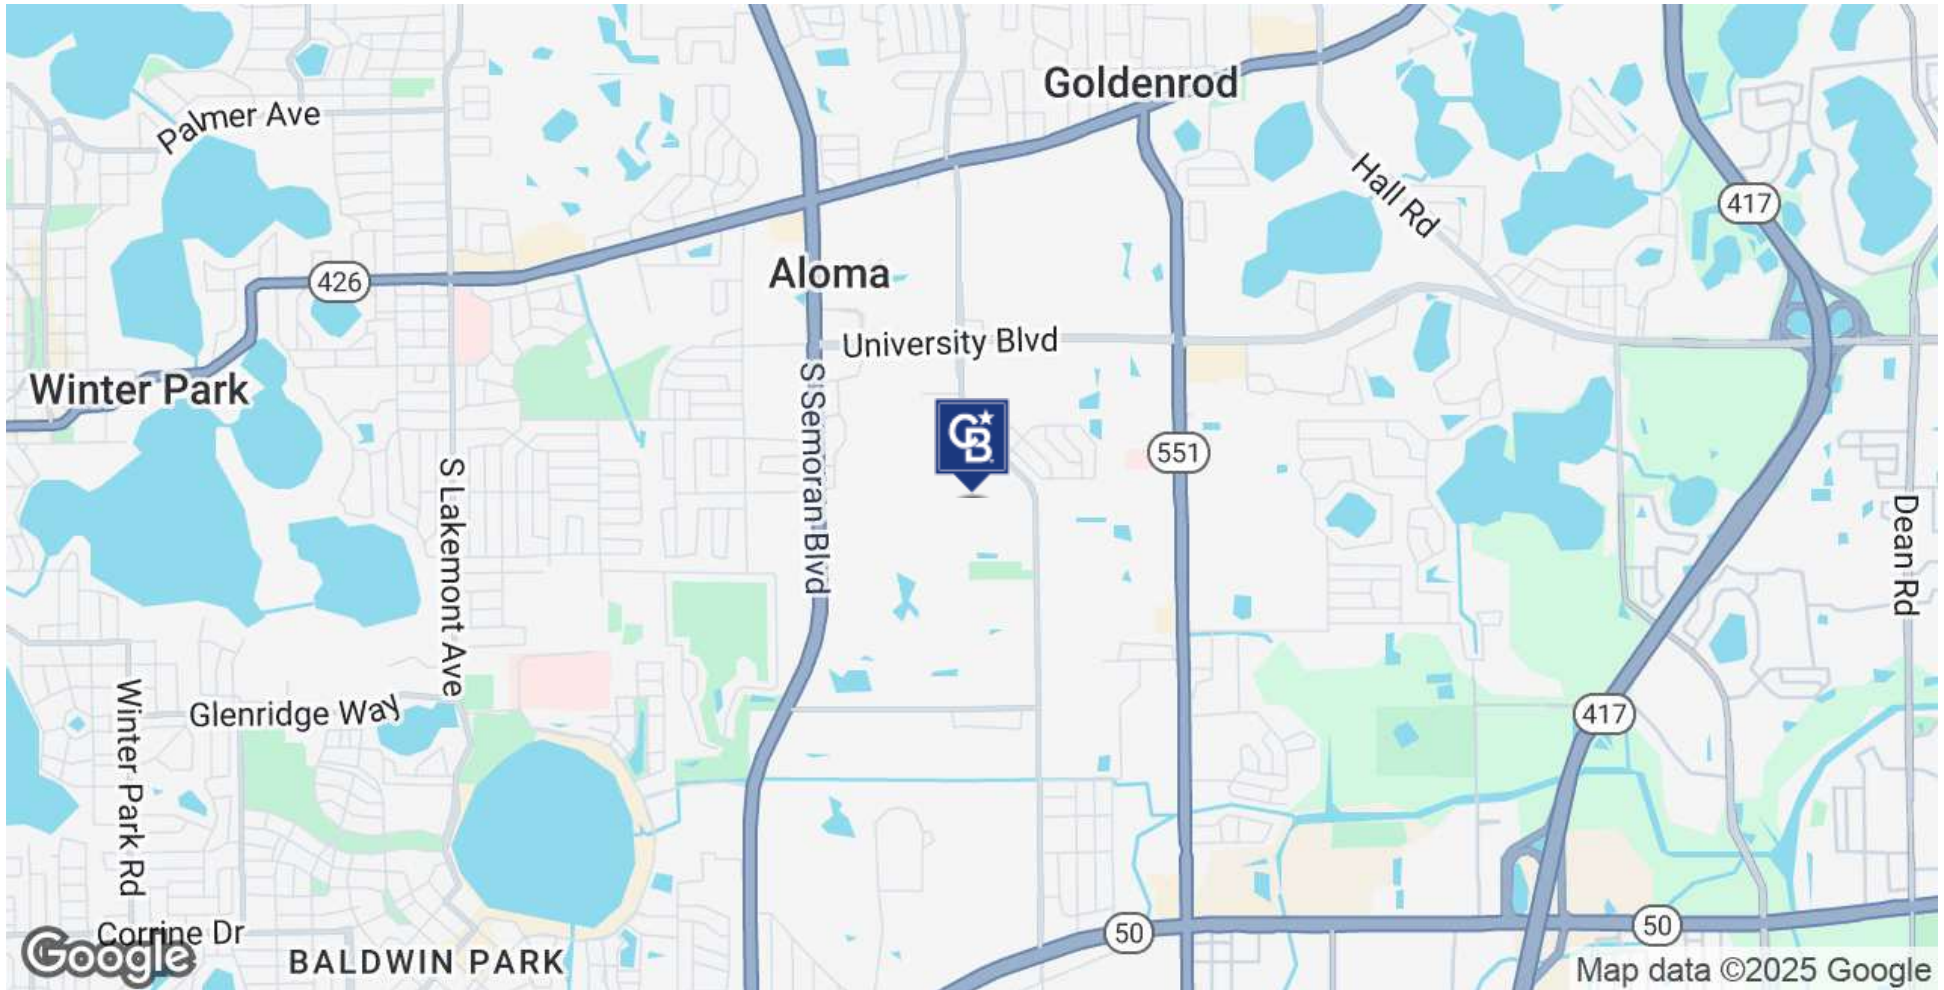 Goldenrod
Palmer Ave
Hall Rd
417
Aloma
426
University Blvd
Winter Park
S Semoran Blvd
CB
551
S Lakemont Ave
Dean Rd
Winter Park Rd
Glenridge Way
417
Corrine Dr
50
50
Google
BALDWIN PARK
Map data ©2025 Google